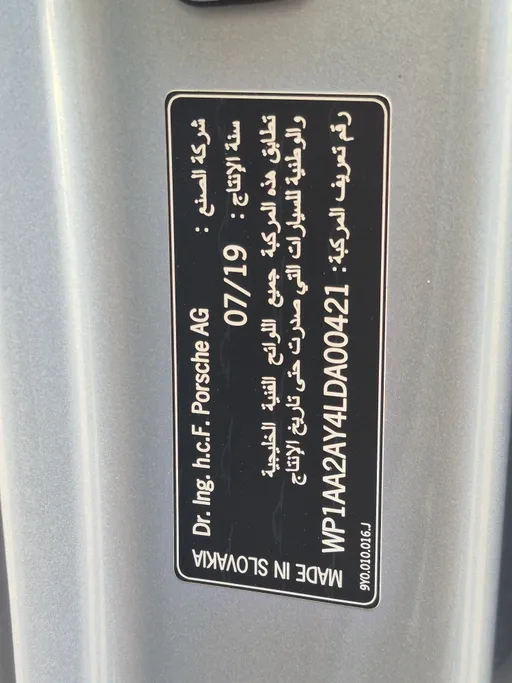 شركة الصنع : Dr. Ing. h.c.F. Porsche AG
سنة الإنتاج : 07/19
تطابق هذه المركبة جميع اللوائح الفنية الخليجية
والوطنية للسيارات التي صدرت حتى تاريخ الإنتاج
رقم تعريف المركبة: WP1AA2AY4LDA00421
MADE IN SLOVAKIA
9Y0.010.016.J